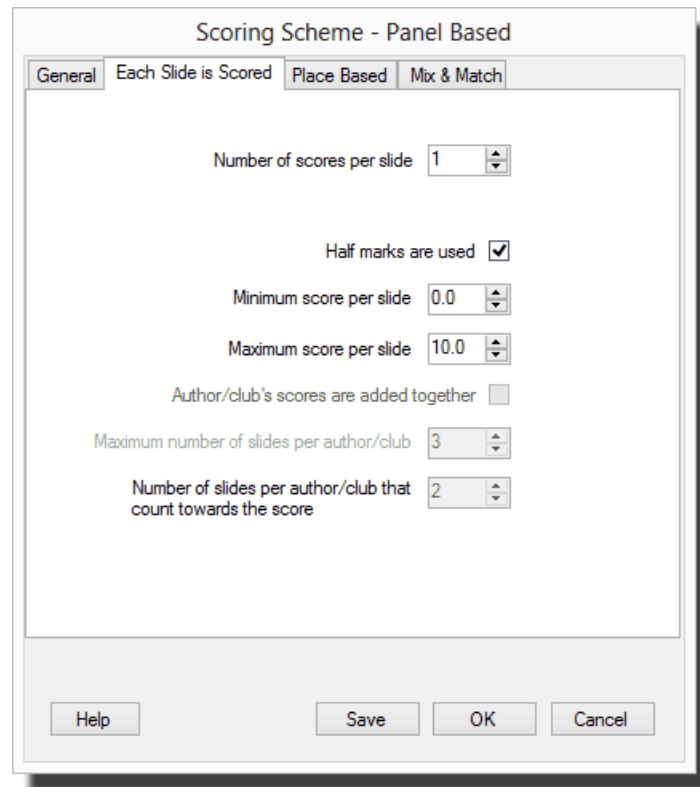 Scoring Scheme - Panel Based
General Each Slide is Scored Place Based Mix & Match
Number of scores per slide 1
Half marks are used
Minimum score per slide 0.0
Maximum score per slide 10.0
Author/club's scores are added together
Maximum number of slides per author/club 3
Number of slides per author/club that 2
count towards the score
Help Save OK Cancel